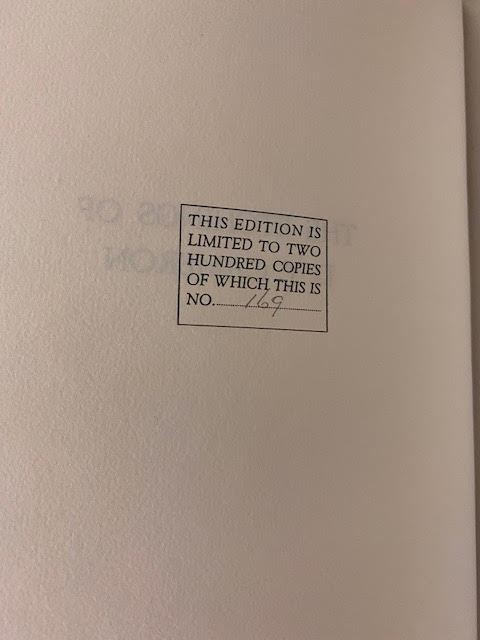 THIS EDITION IS
LIMITED TO TWO
HUNDRED COPIES
OF WHICH THIS IS
NO. 169